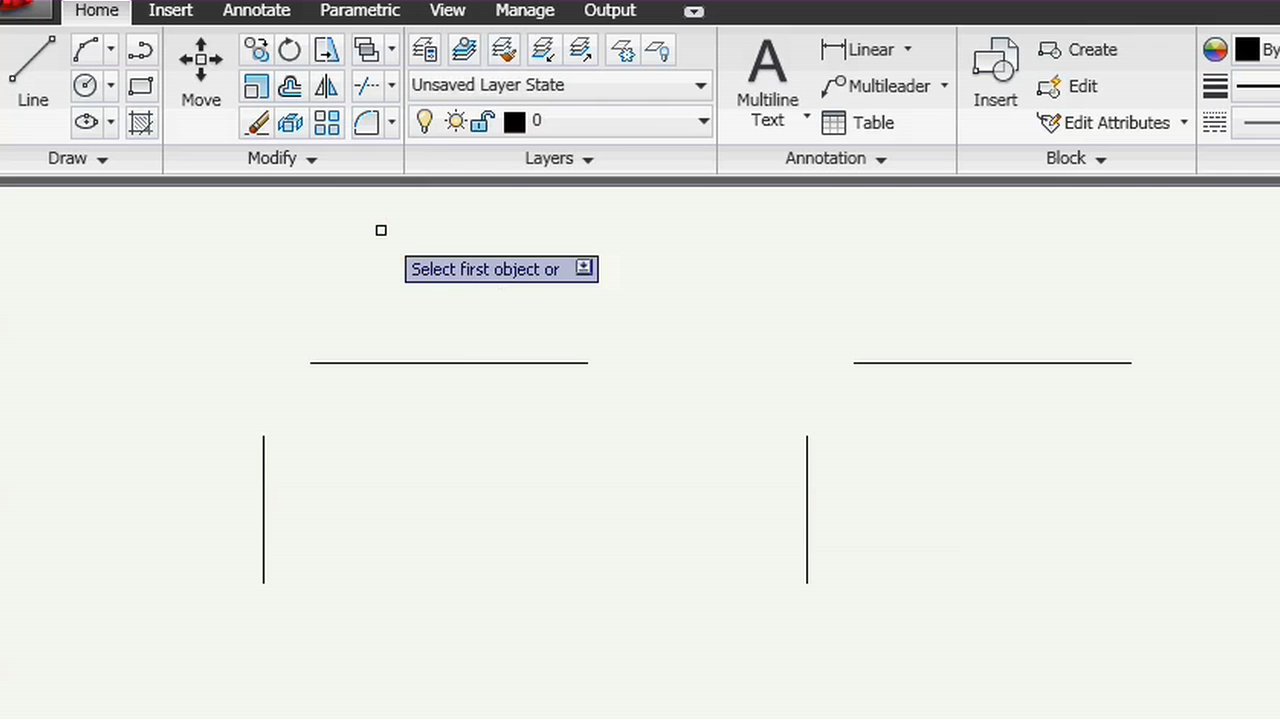 Home Insert Annotate Parametric View Manage Output
Line
Move
Unsaved Layer State
0
A
Multiline
Text
Linear
Multileader
Table
Insert
Create
Edit
Edit Attributes
By
Draw Modify Layers Annotation Block
Select first object or